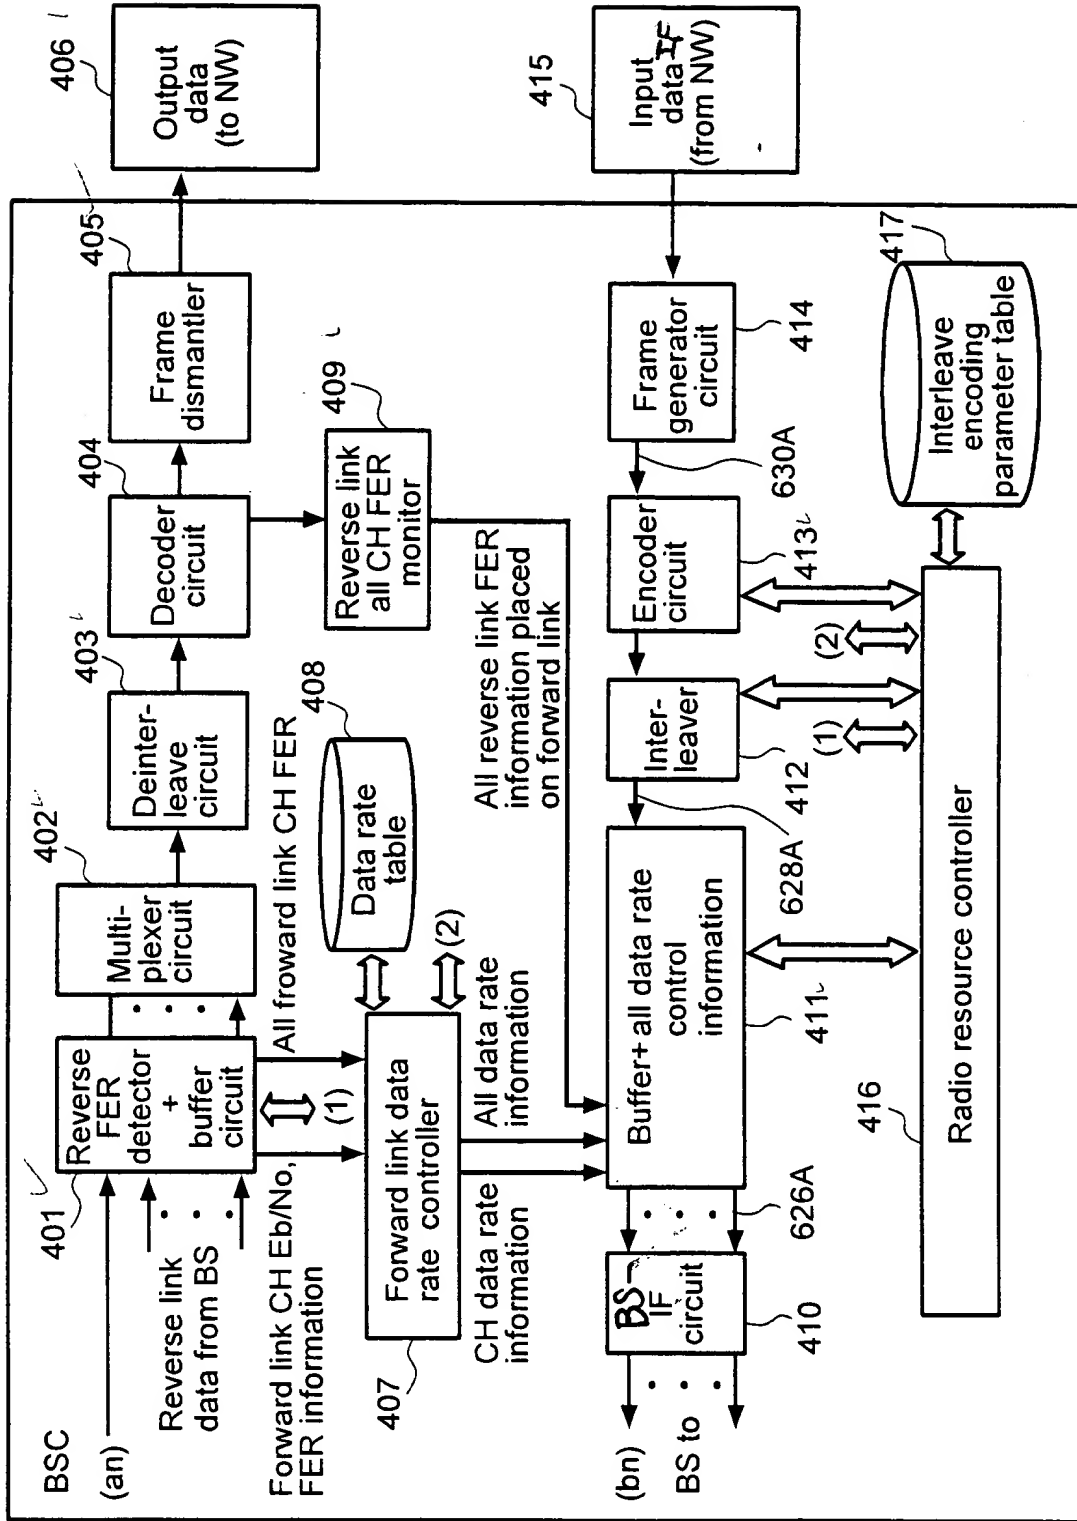 BSC
(an)
Reverse link
data from BS
401
Reverse
FER
detector
+
buffer
circuit
402
Multi-
plexer
circuit
403
Deinter-
leave
circuit
404
Decoder
circuit
405
Frame
dismantler
406
Output
data
(to NW)
Forward link CH Eb/No,
FER information
(1)
All froward link CH FER
407
Forward link data
rate controller
408
Data rate
table
(2)
409
Reverse link
all CH FER
monitor
CH data rate
information
All data rate
information
All reverse link FER
information placed
on forward link
(bn)
BS to
410
BS-
IF
circuit
626A
411
Buffer+ all data rate
control
information
628A
412
Inter-
leaver
413
Encoder
circuit
630A
414
Frame
generator
circuit
415
Input
data IF
(from NW)
(1)
(2)
416
Radio resource controller
417
Interleave
encoding
parameter table